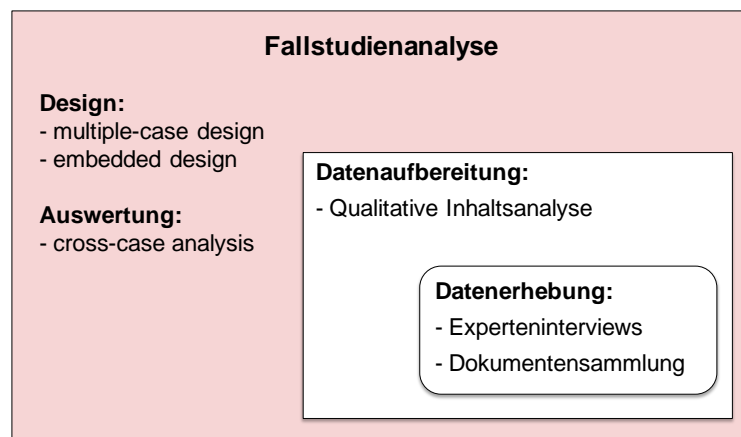 Fallstudienanalyse
Design:
- multiple-case design
- embedded design
Auswertung:
- cross-case analysis
Datenaufbereitung:
- Qualitative Inhaltsanalyse
Datenerhebung:
- Experteninterviews
- Dokumentensammlung